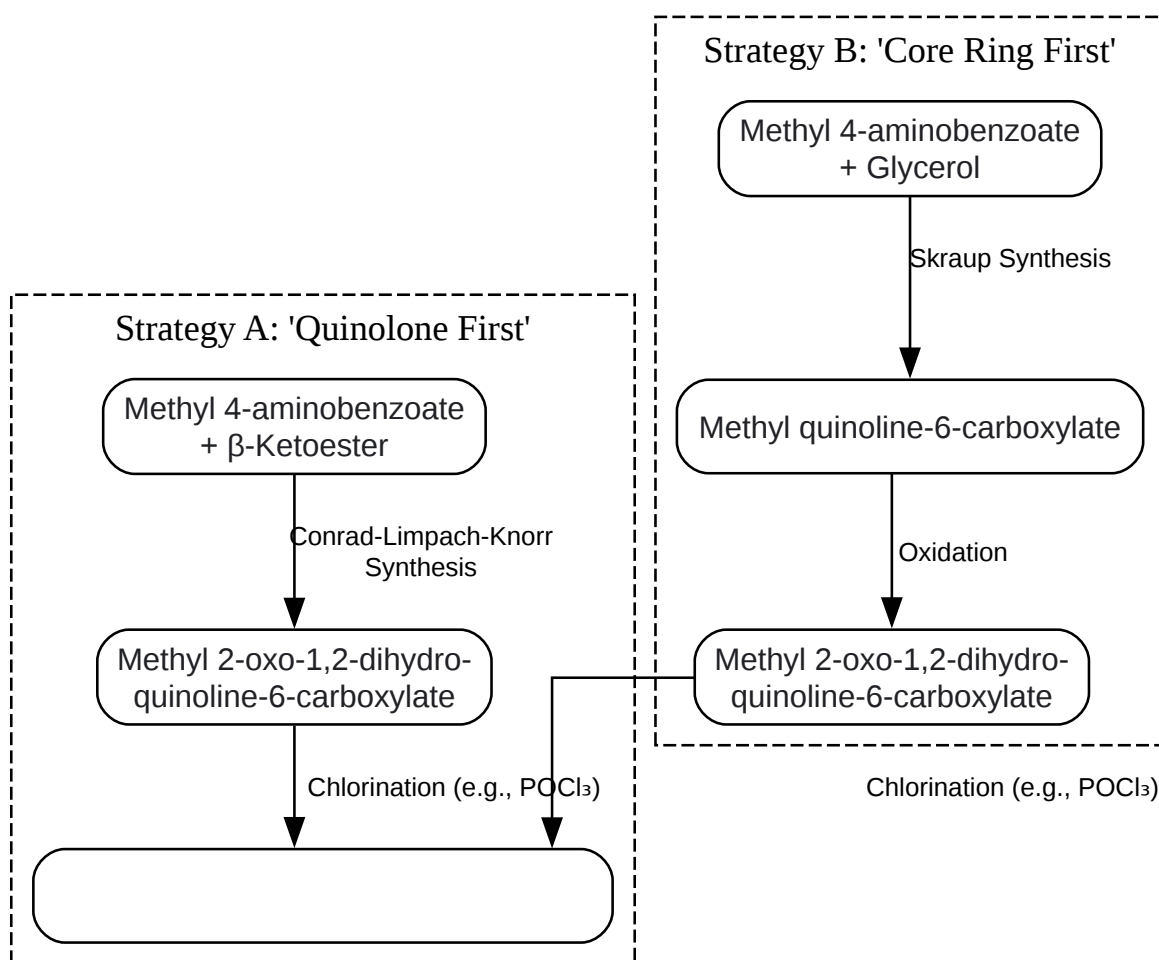 Strategy B: 'Core Ring First'
Methyl 4-aminobenzoate
+ Glycerol
Skraup Synthesis
Methyl quinoline-6-carboxylate
Oxidation
Methyl 2-oxo-1,2-dihydro-
quinoline-6-carboxylate
Chlorination (e.g., POCl₃)
Strategy A: 'Quinolone First'
Methyl 4-aminobenzoate
+ β-Ketoester
Conrad-Limpach-Knorr
Synthesis
Methyl 2-oxo-1,2-dihydro-
quinoline-6-carboxylate
Chlorination (e.g., POCl₃)